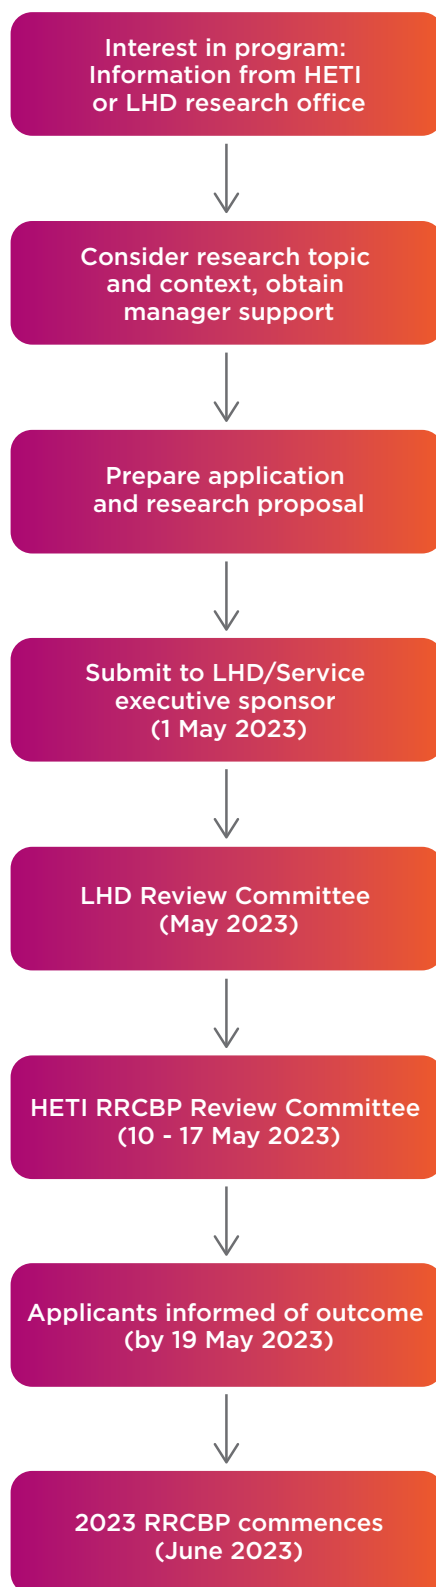 Interest in program:
Information from HETI
or LHD research office
Consider research topic
and context, obtain
manager support
Prepare application
and research proposal
Submit to LHD/Service
executive sponsor
(1 May 2023)
LHD Review Committee
(May 2023)
HETI RRCBP Review Committee
(10 - 17 May 2023)
Applicants informed of outcome
(by 19 May 2023)
2023 RRCBP commences
(June 2023)